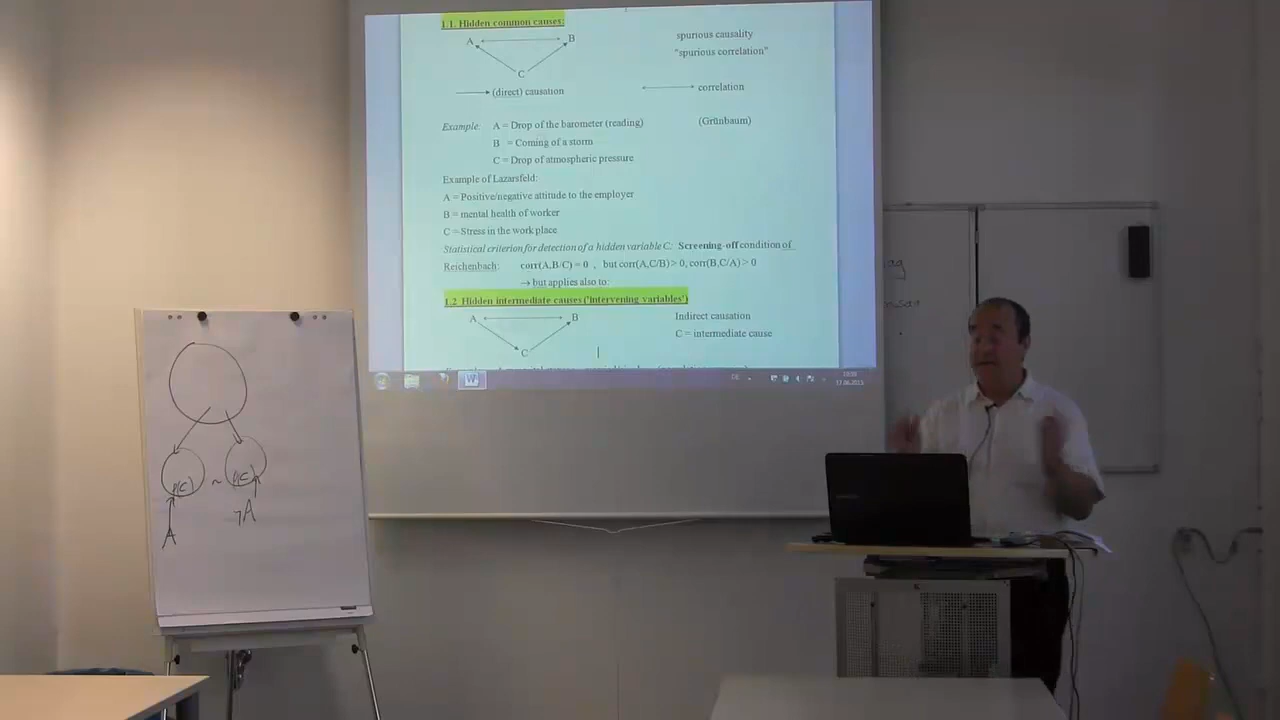 1.1. Hidden common causes:
A B
spurious causality
"spurious correlation"
C
(direct) causation correlation
Example: A = Drop of the barometer (reading) (Grünbaum)
B = Coming of a storm
C = Drop of atmospheric pressure
Example of Lazarsfeld:
A = Positive/negative attitude to the employer
B = mental health of worker
C = Stress in the work place
Statistical criterion for detection of a hidden variable C: Screening-off condition of
Reichenbach: corr(A,B/C) = 0 , but corr(A,C/B) > 0, corr(B,C/A) > 0
→ but applies also to:
1.2 Hidden intermediate causes ('intervening variables')
A B Indirect causation
C = intermediate cause
C
DE
17.06.2015
p(C) ~ p(C)
A ¬A